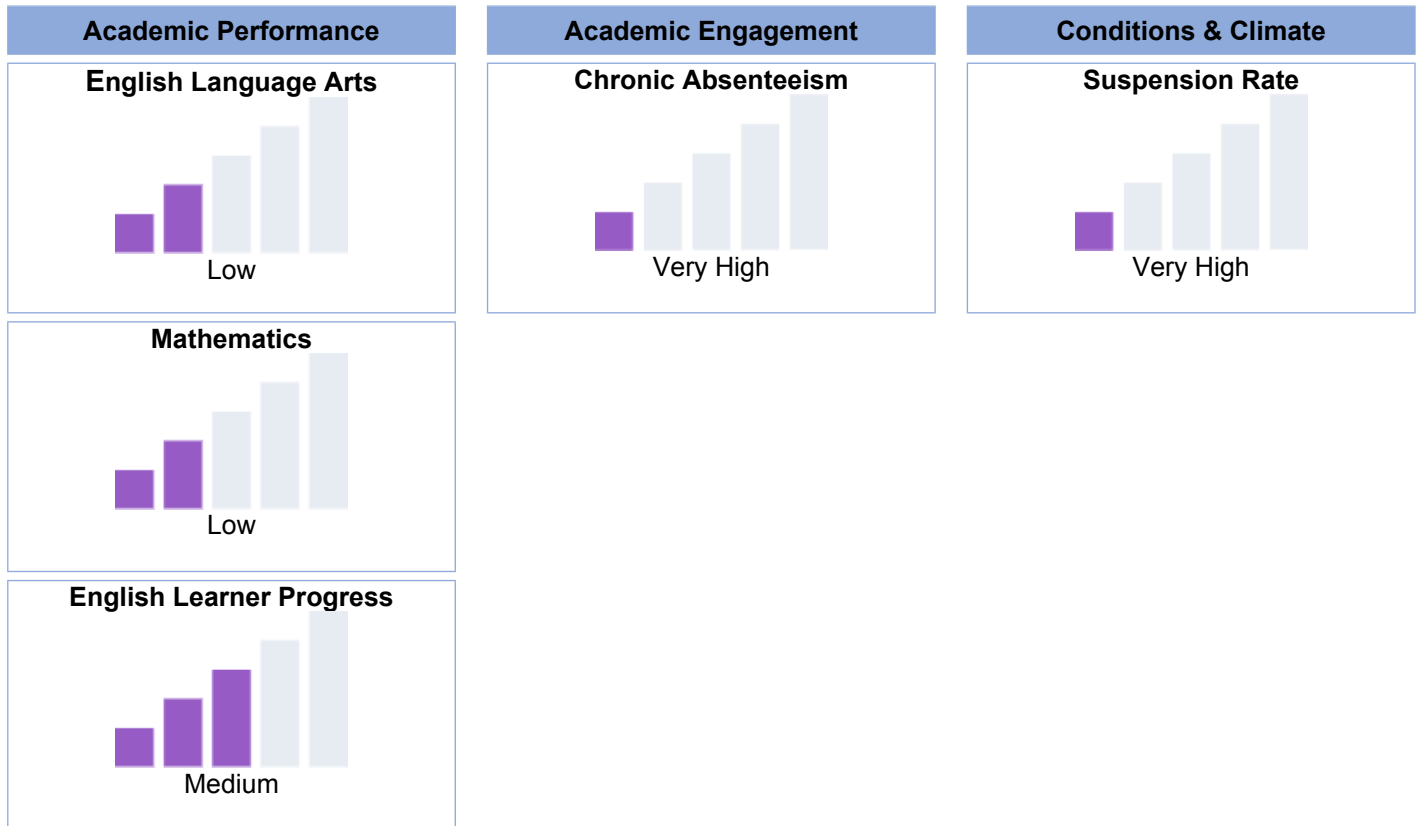 Academic Performance
English Language Arts
Low
Mathematics
Low
English Learner Progress
Medium
Academic Engagement
Chronic Absenteeism
Very High
Conditions & Climate
Suspension Rate
Very High